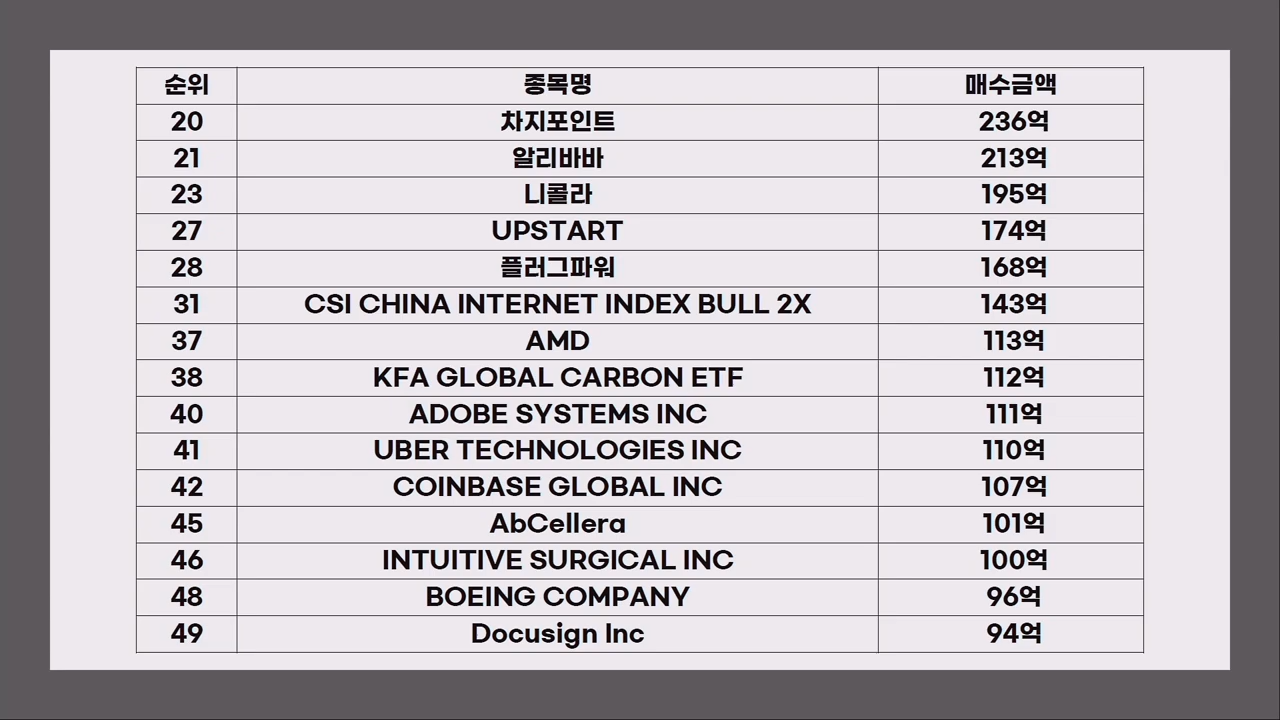 순위 종목명 매수금액
20 차지포인트 236억
21 알리바바 213억
23 니콜라 195억
27 UPSTART 174억
28 플러그파워 168억
31 CSI CHINA INTERNET INDEX BULL 2X 143억
37 AMD 113억
38 KFA GLOBAL CARBON ETF 112억
40 ADOBE SYSTEMS INC 111억
41 UBER TECHNOLOGIES INC 110억
42 COINBASE GLOBAL INC 107억
45 AbCellera 101억
46 INTUITIVE SURGICAL INC 100억
48 BOEING COMPANY 96억
49 Docusign Inc 94억